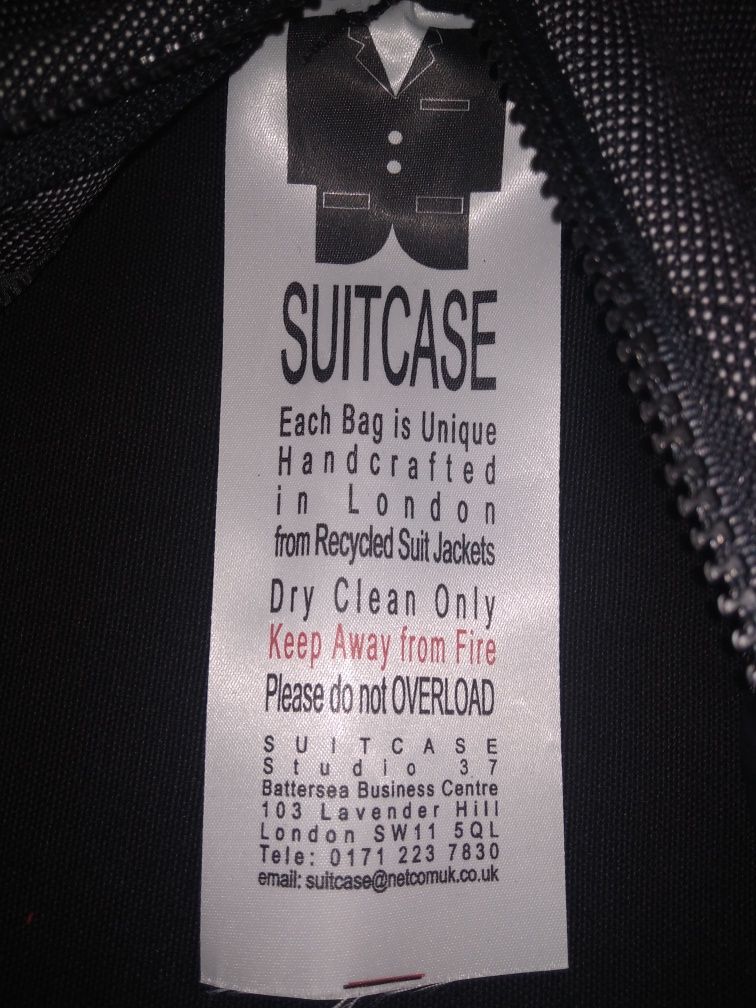 SUITCASE
Each Bag is Unique
Handcrafted
in London
from Recycled Suit Jackets
Dry Clean Only
Keep Away from Fire
Please do not OVERLOAD
SUITCASE
Studio 37
Battersea Business Centre
103 Lavender Hill
London SW11 5QL
Tele: 0171 223 7830
email: suitcase@netcomuk.co.uk